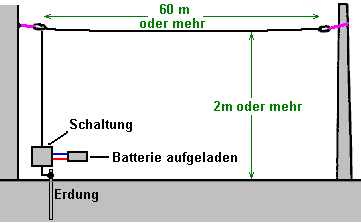 60 m
oder mehr
2m oder mehr
Schaltung
Batterie aufgeladen
Erdung